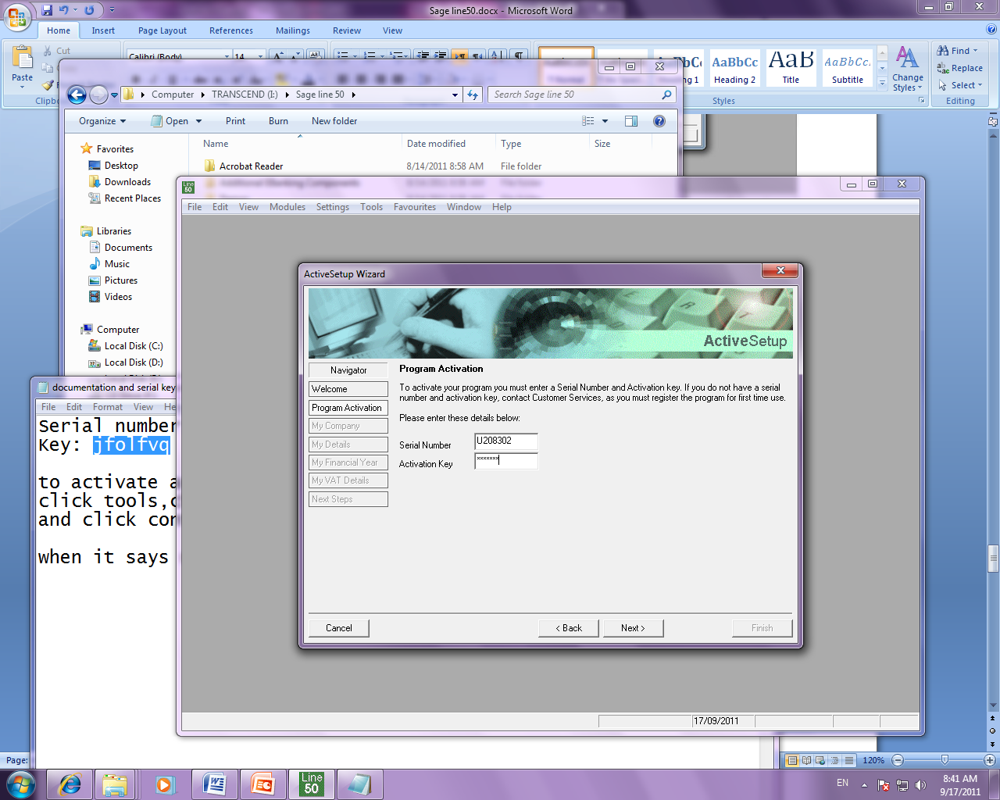 Sage line50.docx - Microsoft Word
Home Insert Page Layout References Mailings Review View
Cut
Calibri (Body) 14
Paste
Heading 2 Title Subtitle
AaBbCc AaB AaBbCc.
Change Styles
Find
Replace
Select
Styles Editing
Computer TRANSCEND (I:) Sage line 50
Search Sage line 50
Organize Open Print Burn New folder
Name Date modified Type Size
Favorites
Desktop
Downloads
Recent Places
Libraries
Documents
Music
Pictures
Videos
Computer
Local Disk (C:)
Local Disk (D:)
Acrobat Reader 8/14/2011 8:58 AM File folder
Line 50
File Edit View Modules Settings Tools Favourites Window Help
ActiveSetup Wizard
ActiveSetup
Navigator
Welcome
Program Activation
My Company
My Details
My Financial Year
My VAT Details
Next Steps
Program Activation
To activate your program you must enter a Serial Number and Activation key. If you do not have a serial
number and activation key, contact Customer Services, as you must register the program for first time use.
Please enter these details below:
Serial Number U208302
Activation Key xxxxxxx
Cancel < Back Next > Finish
17/09/2011
documentation and serial key
File Edit Format View He
Serial number
Key: jfolfvq
to activate a
click tools,
and click cor
when it says
Page:
120%
Line 50
EN
8:41 AM
9/17/2011